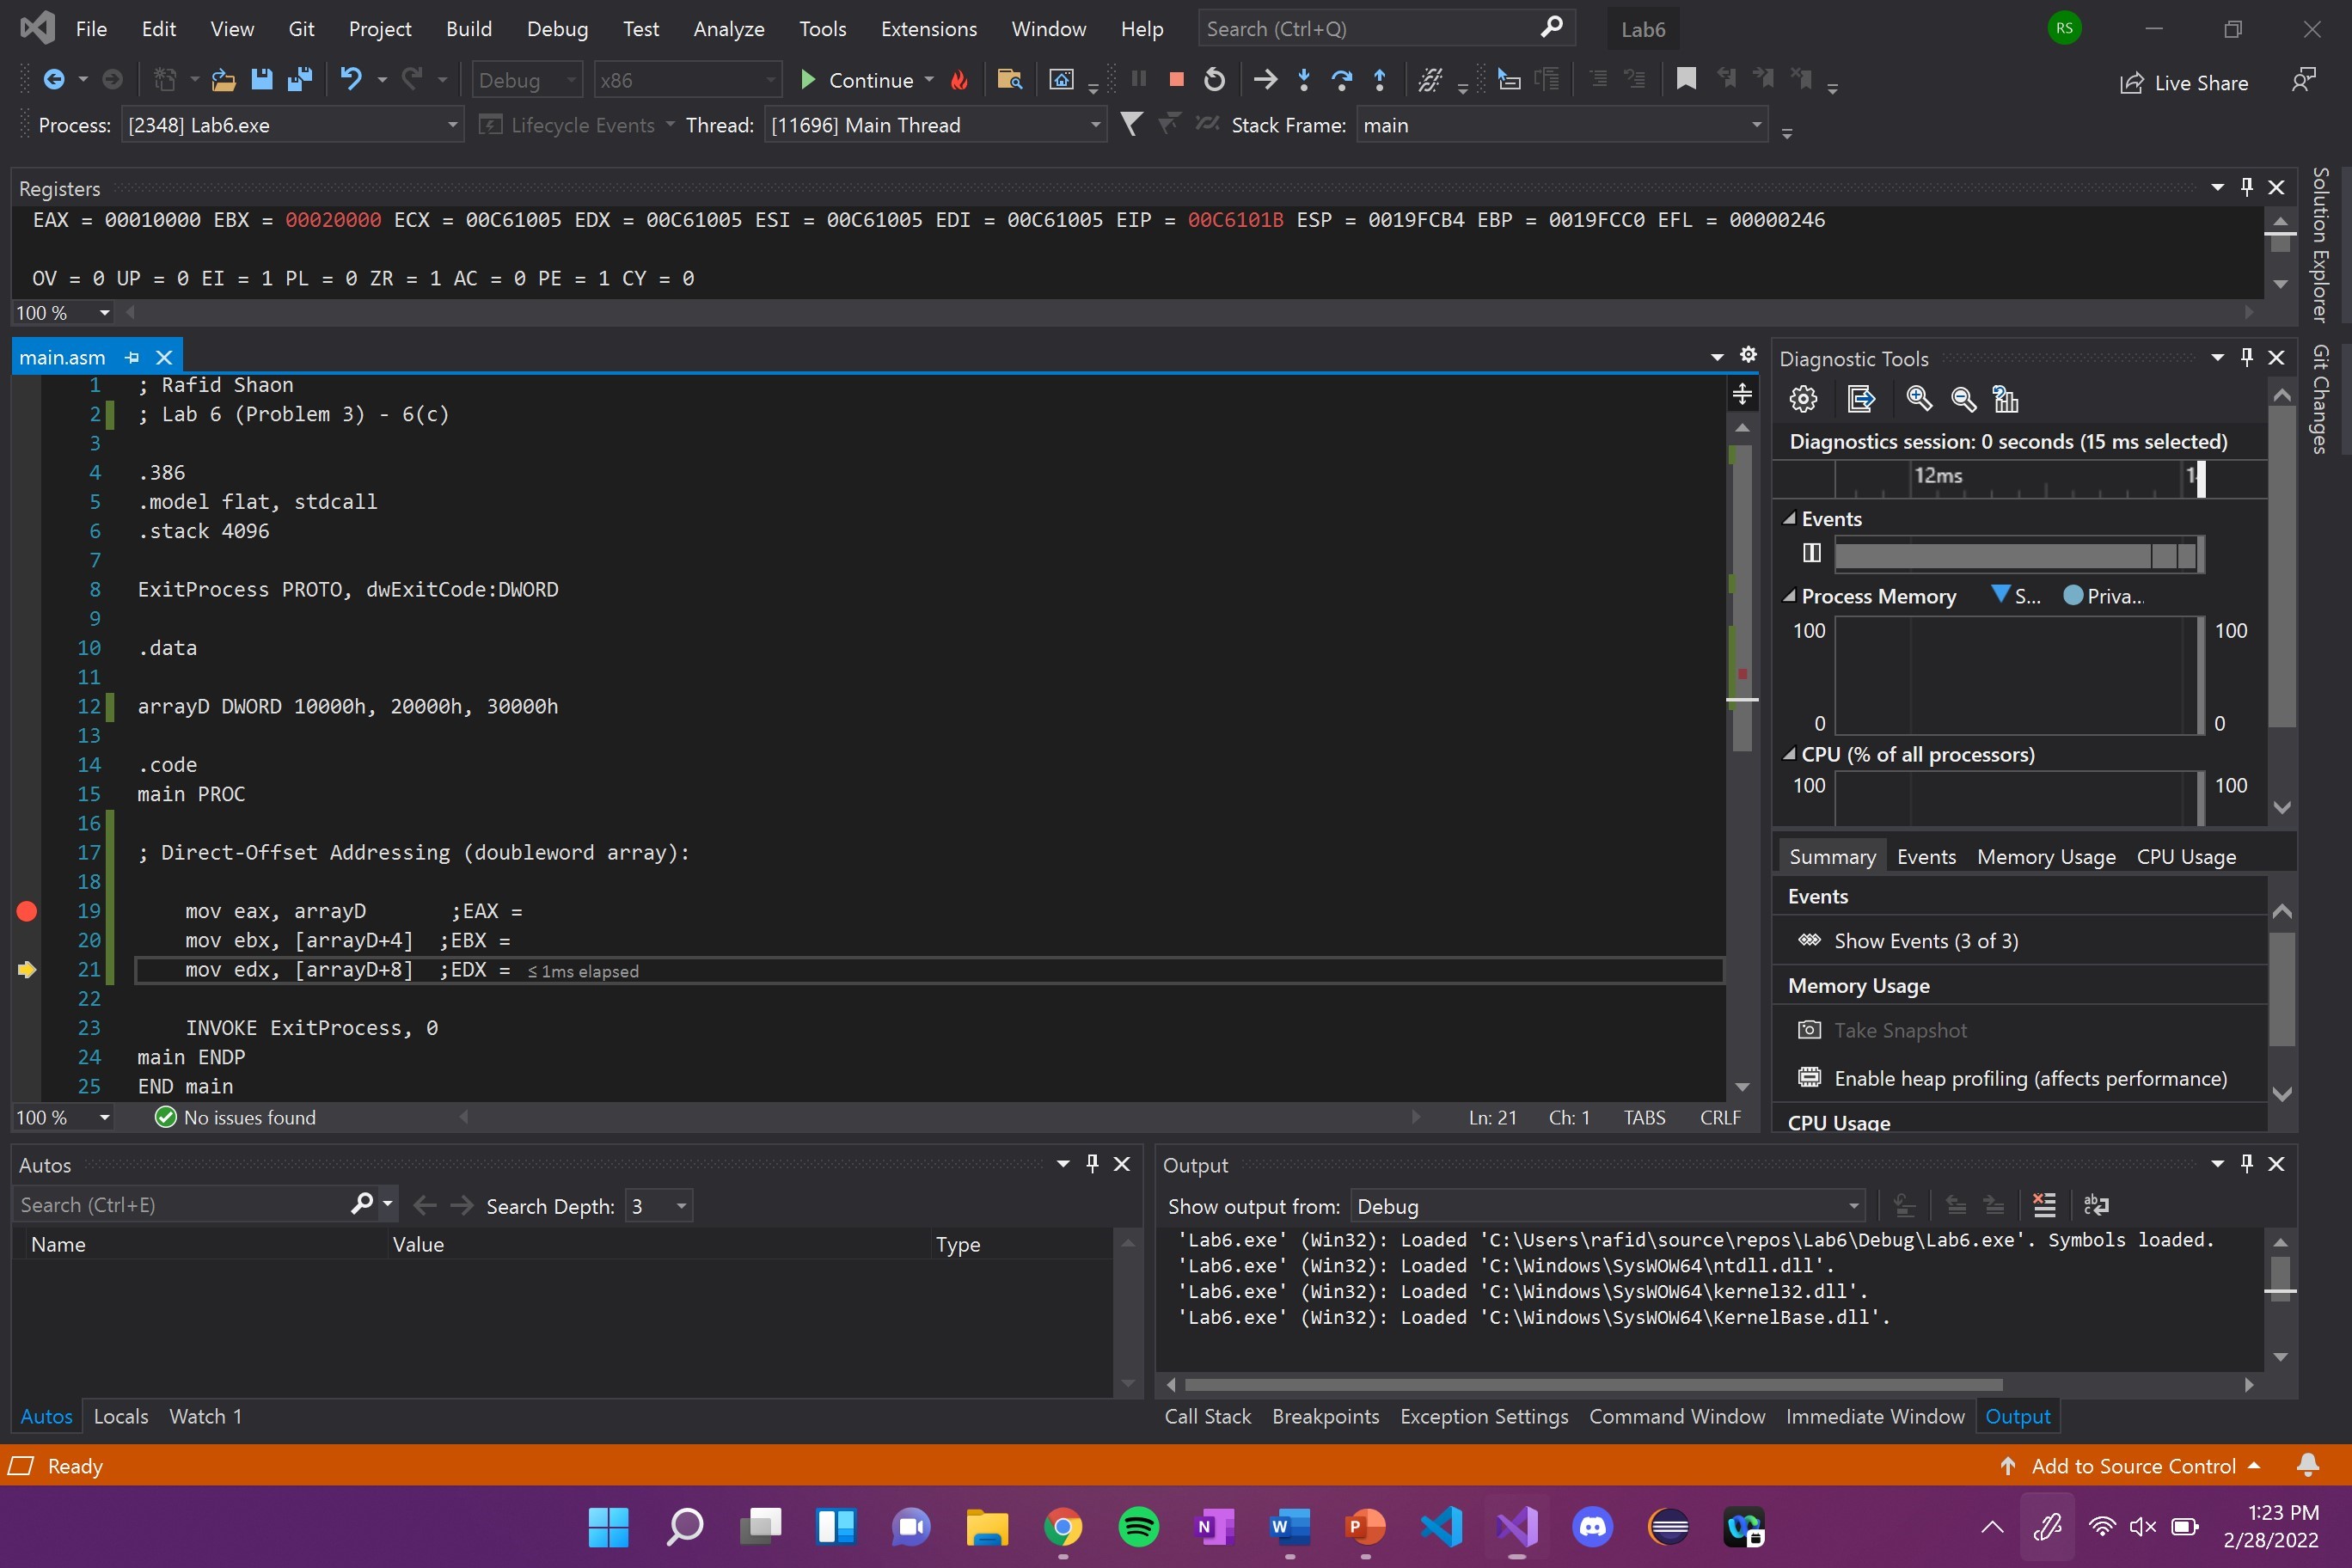 File Edit View Git Project Build Debug Test Analyze Tools Extensions Window Help Search (Ctrl+Q) Lab6 RS
Debug x86 Continue Live Share
Process: [2348] Lab6.exe Lifecycle Events Thread: [11696] Main Thread Stack Frame: main
Registers
EAX = 00010000 EBX = 00020000 ECX = 00C61005 EDX = 00C61005 ESI = 00C61005 EDI = 00C61005 EIP = 00C6101B ESP = 0019FCB4 EBP = 0019FCC0 EFL = 00000246
OV = 0 UP = 0 EI = 1 PL = 0 ZR = 1 AC = 0 PE = 1 CY = 0
100 %
Solution Explorer
Git Changes
main.asm
1 ; Rafid Shaon
2 ; Lab 6 (Problem 3) - 6(c)
3
4 .386
5 .model flat, stdcall
6 .stack 4096
7
8 ExitProcess PROTO, dwExitCode:DWORD
9
10 .data
11
12 arrayD DWORD 10000h, 20000h, 30000h
13
14 .code
15 main PROC
16
17 ; Direct-Offset Addressing (doubleword array):
18
19 mov eax, arrayD ;EAX =
20 mov ebx, [arrayD+4] ;EBX =
21 mov edx, [arrayD+8] ;EDX = ≤ 1ms elapsed
22
23 INVOKE ExitProcess, 0
24 main ENDP
25 END main
100 % No issues found Ln: 21 Ch: 1 TABS CRLF
Diagnostic Tools
Diagnostics session: 0 seconds (15 ms selected)
12ms
Events
Process Memory S... Priva...
100 100
0 0
CPU (% of all processors)
100 100
Summary Events Memory Usage CPU Usage
Events
Show Events (3 of 3)
Memory Usage
Take Snapshot
Enable heap profiling (affects performance)
CPU Usage
Autos
Search (Ctrl+E) Search Depth: 3
Name Value Type
Autos Locals Watch 1
Output
Show output from: Debug
'Lab6.exe' (Win32): Loaded 'C:\Users\rafid\source\repos\Lab6\Debug\Lab6.exe'. Symbols loaded.
'Lab6.exe' (Win32): Loaded 'C:\Windows\SysWOW64\ntdll.dll'.
'Lab6.exe' (Win32): Loaded 'C:\Windows\SysWOW64\kernel32.dll'.
'Lab6.exe' (Win32): Loaded 'C:\Windows\SysWOW64\KernelBase.dll'.
Call Stack Breakpoints Exception Settings Command Window Immediate Window Output
Ready Add to Source Control
N W P
1:23 PM
2/28/2022